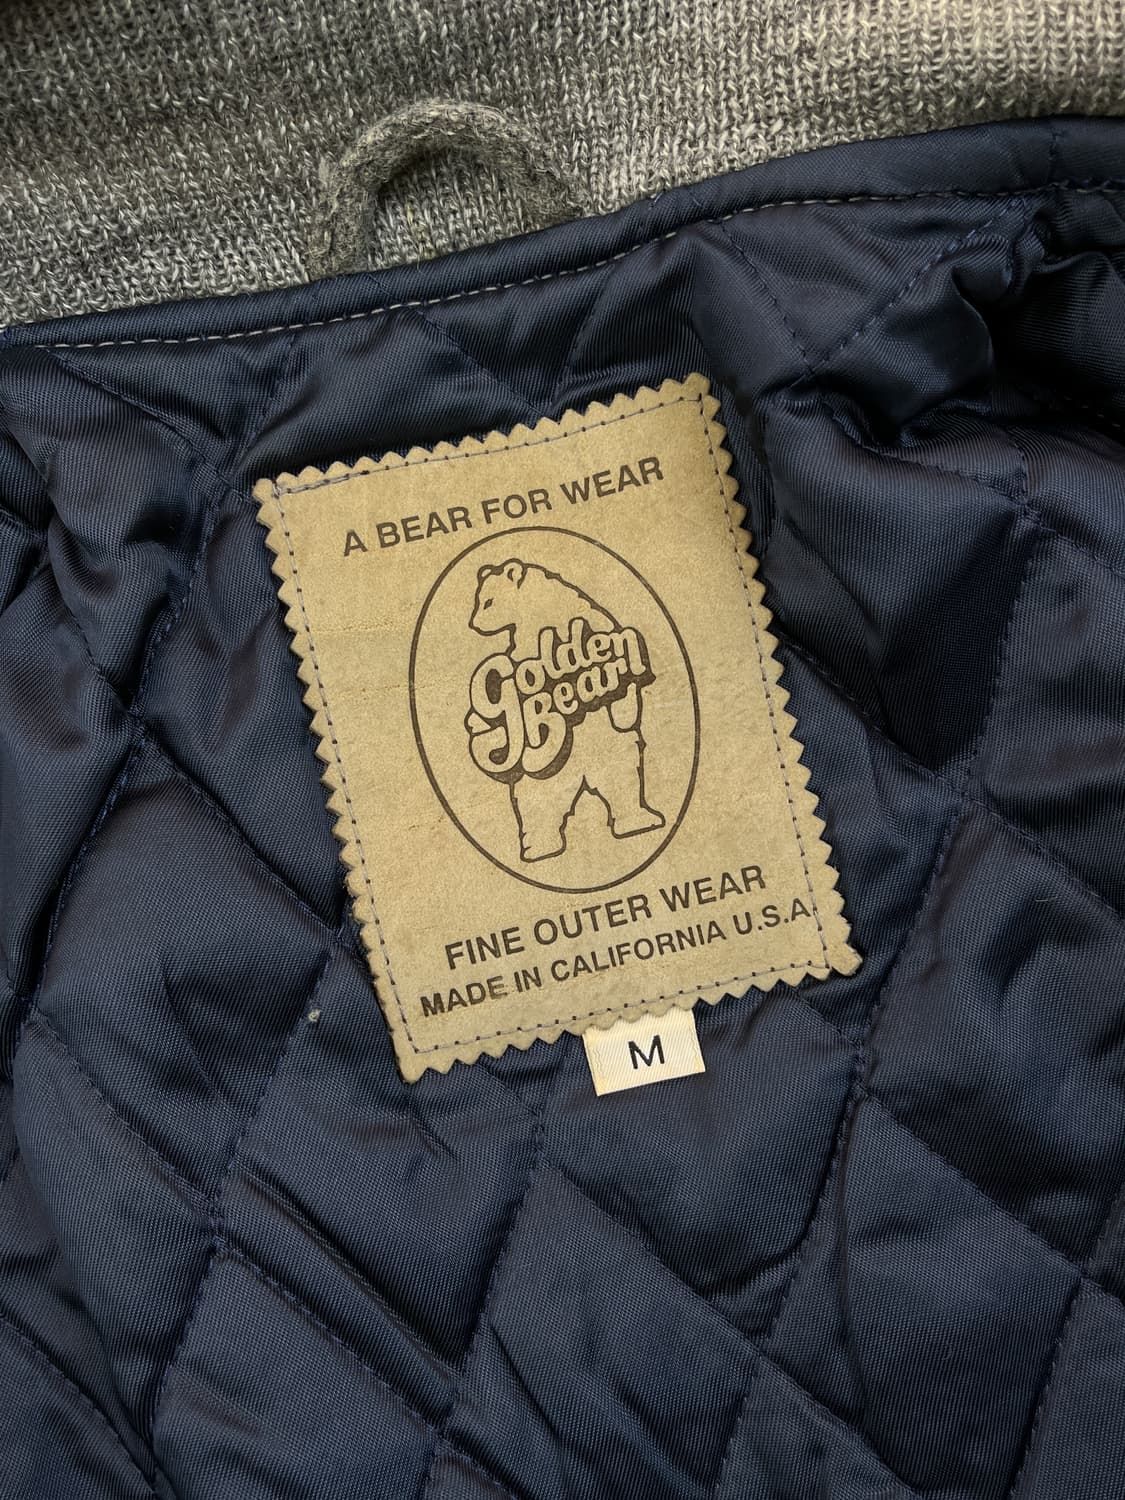 A BEAR FOR WEAR
Golden
Bear
FINE OUTER WEAR
MADE IN CALIFORNIA U.S.A.
M